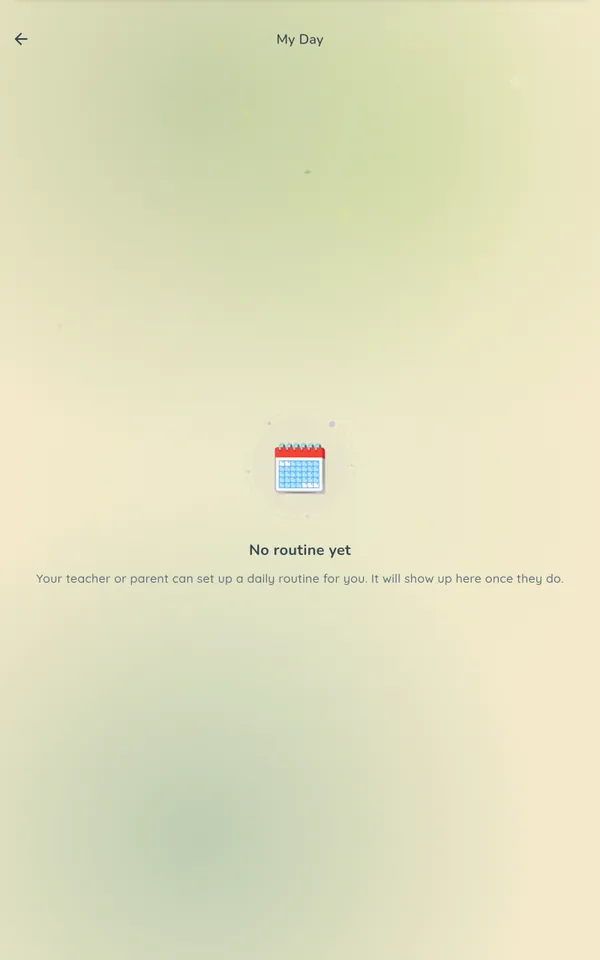 My Day
No routine yet
Your teacher or parent can set up a daily routine for you. It will show up here once they do.